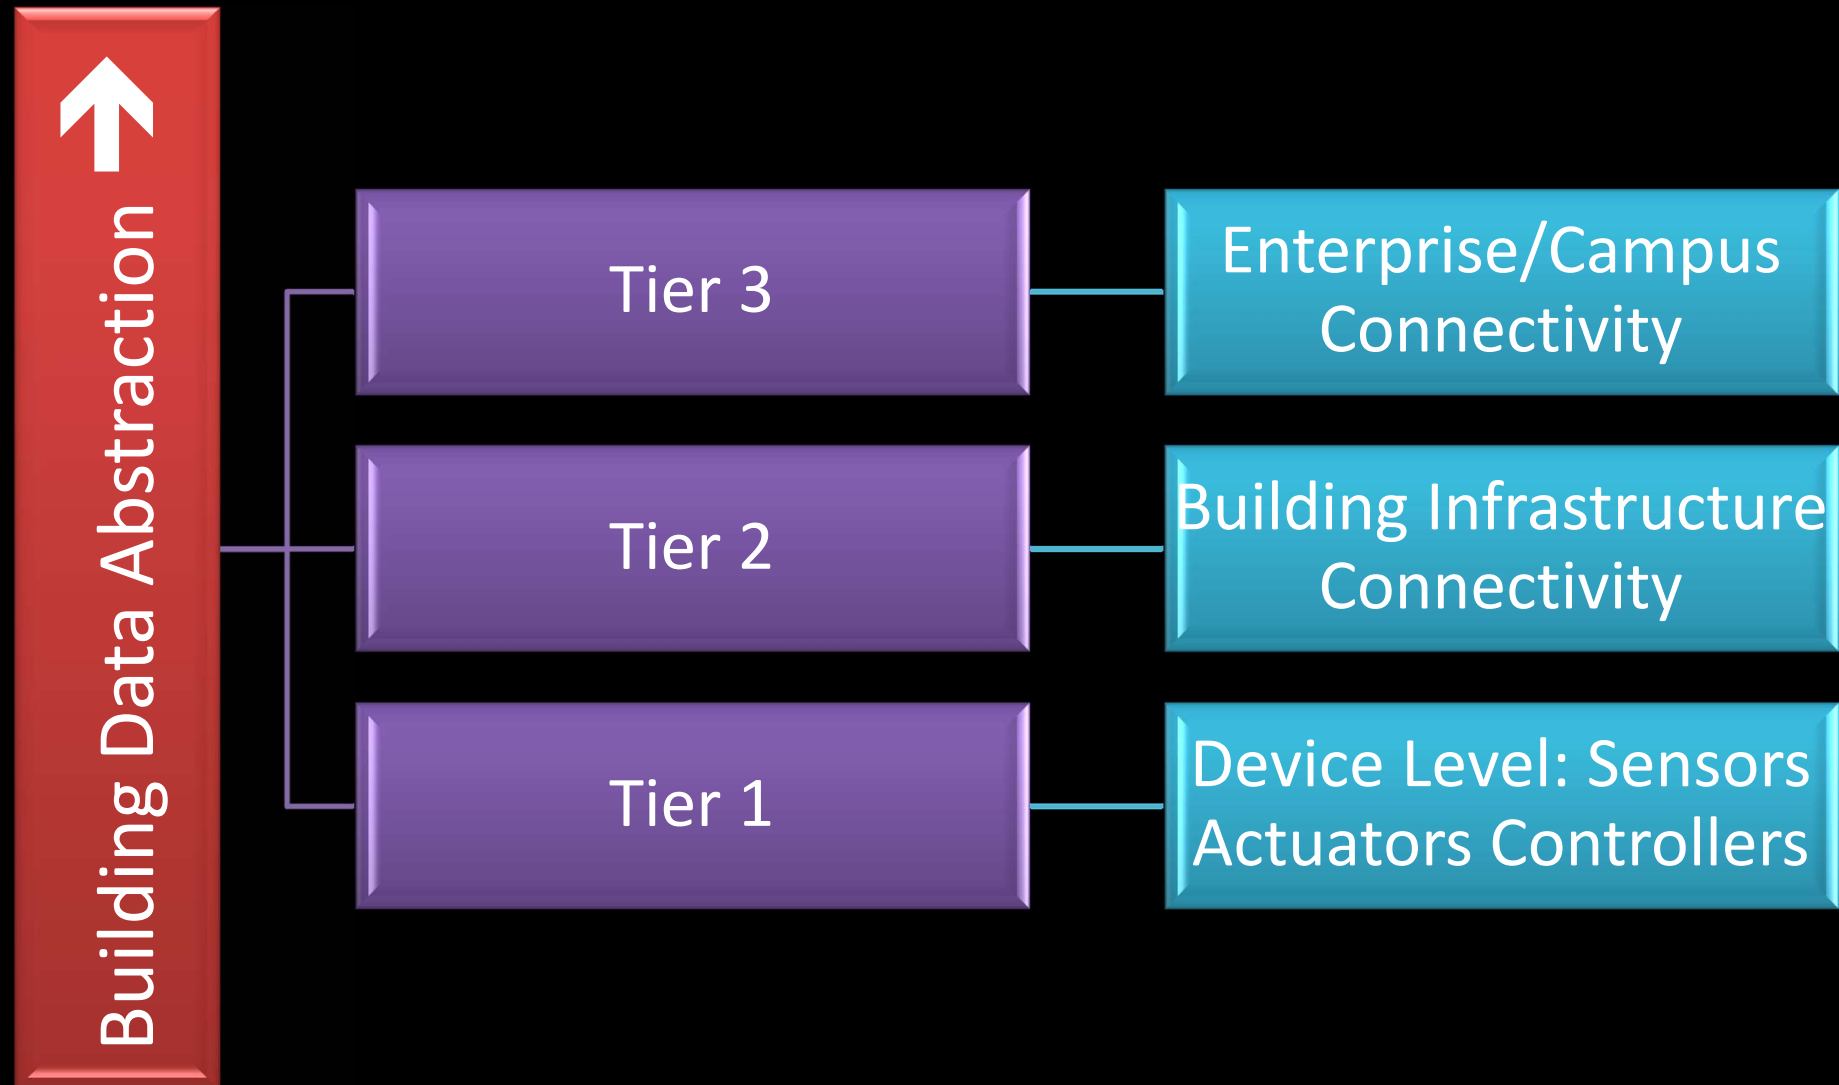 Building Data Abstraction
Tier 3
Enterprise/Campus
Connectivity
Tier 2
Building Infrastructure
Connectivity
Tier 1
Device Level: Sensors
Actuators Controllers